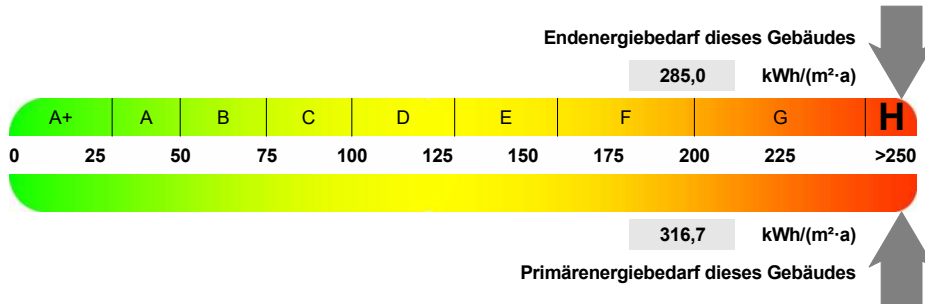 Endenergiebedarf dieses Gebäudes
285,0 kWh/(m²·a)
A+ A B C D E F G H
0 25 50 75 100 125 150 175 200 225 >250
316,7 kWh/(m²·a)
Primärenergiebedarf dieses Gebäudes